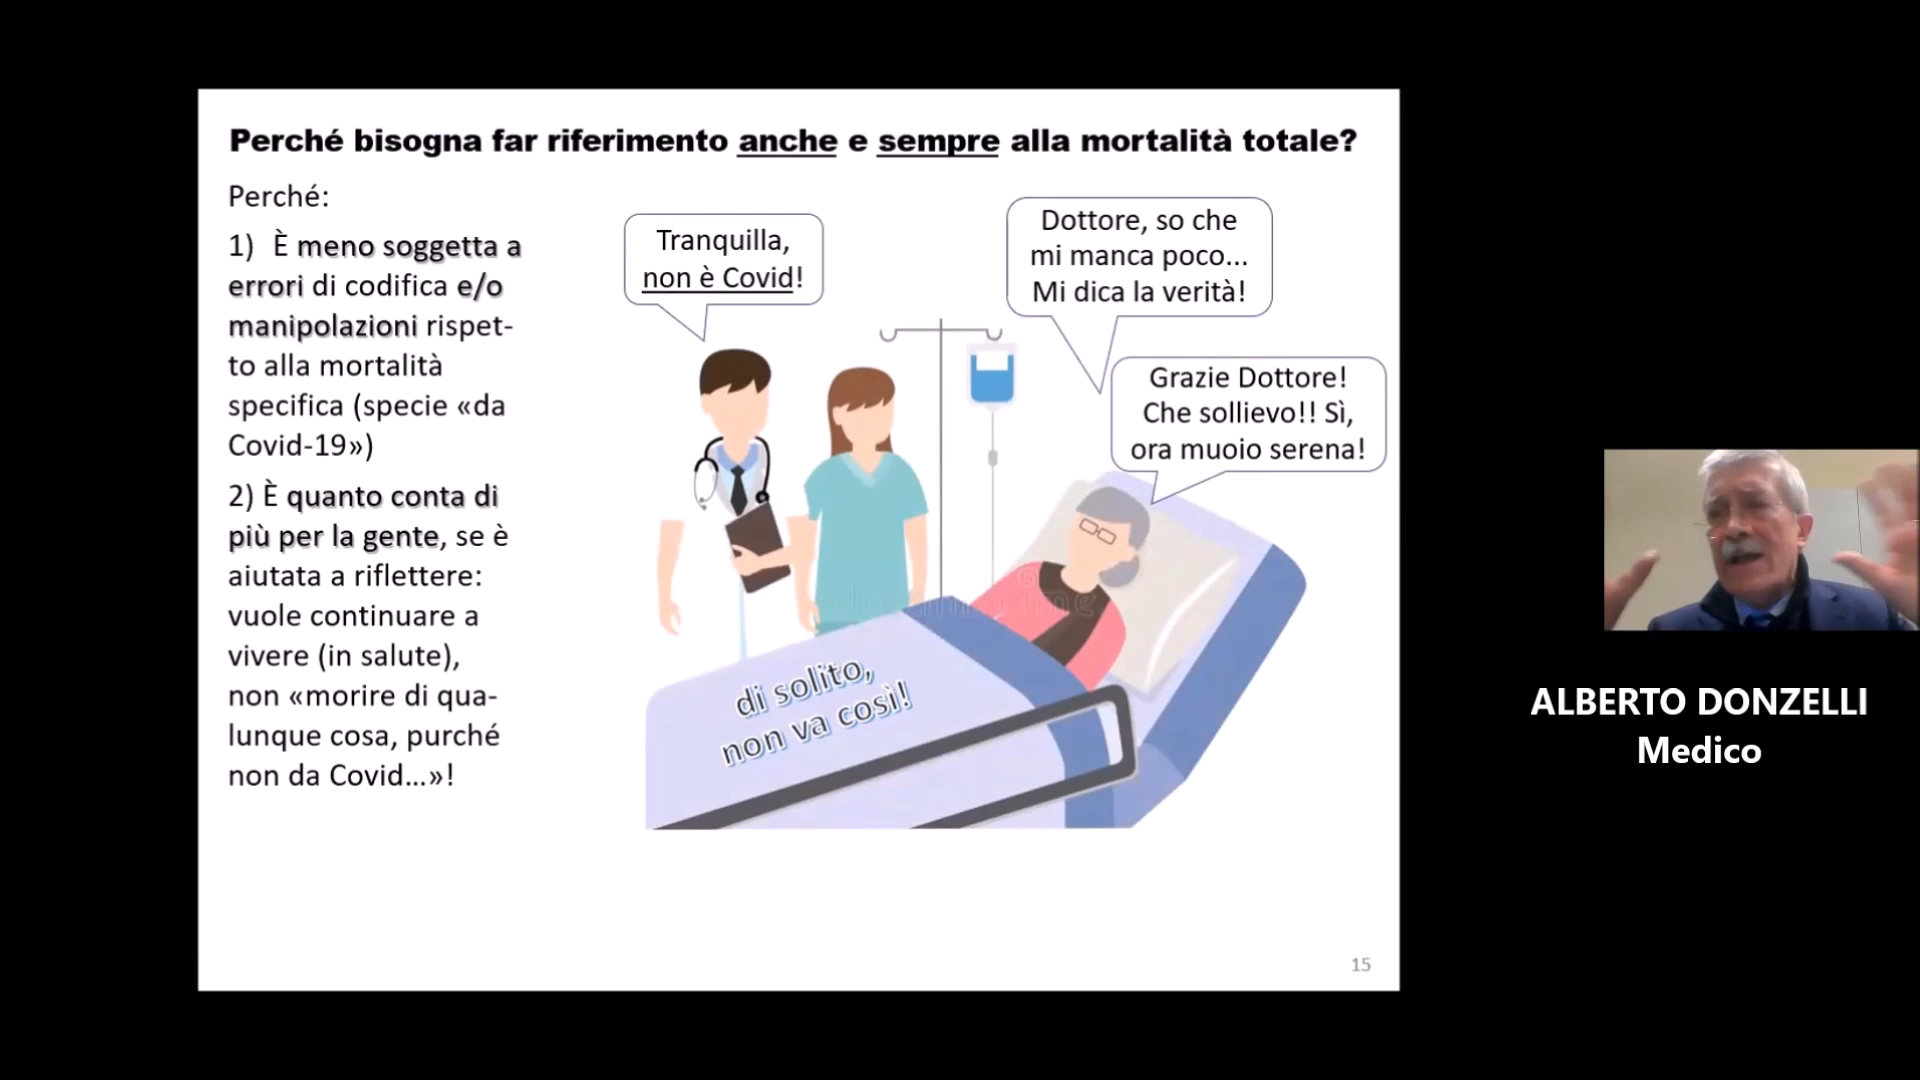 Perché bisogna far riferimento anche e sempre alla mortalità totale?
Perché:
1) È meno soggetta a
errori di codifica e/o
manipolazioni rispet-
to alla mortalità
specifica (specie «da
Covid-19»)
2) È quanto conta di
più per la gente, se è
aiutata a riflettere:
vuole continuare a
vivere (in salute),
non «morire di qua-
lunque cosa, purché
non da Covid...»!
Tranquilla,
non è Covid!
Dottore, so che
mi manca poco...
Mi dica la verità!
Grazie Dottore!
Che sollievo!! Sì,
ora muoio serena!
di solito,
non va così!
15
ALBERTO DONZELLI
Medico